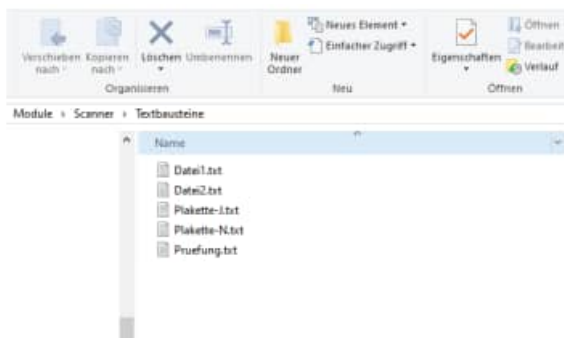 Verschieben nach
Kopieren nach
Löschen
Umbenennen
Neuer Ordner
Neues Element
Einfacher Zugriff
Eigenschaften
Öffnen
Bearbeit
Verlauf
Organisieren
Neu
Öffnen
Module › Scanner › Textbausteine
Name
Datei1.txt
Datei2.txt
Plakette-J.txt
Plakette-N.txt
Pruefung.txt